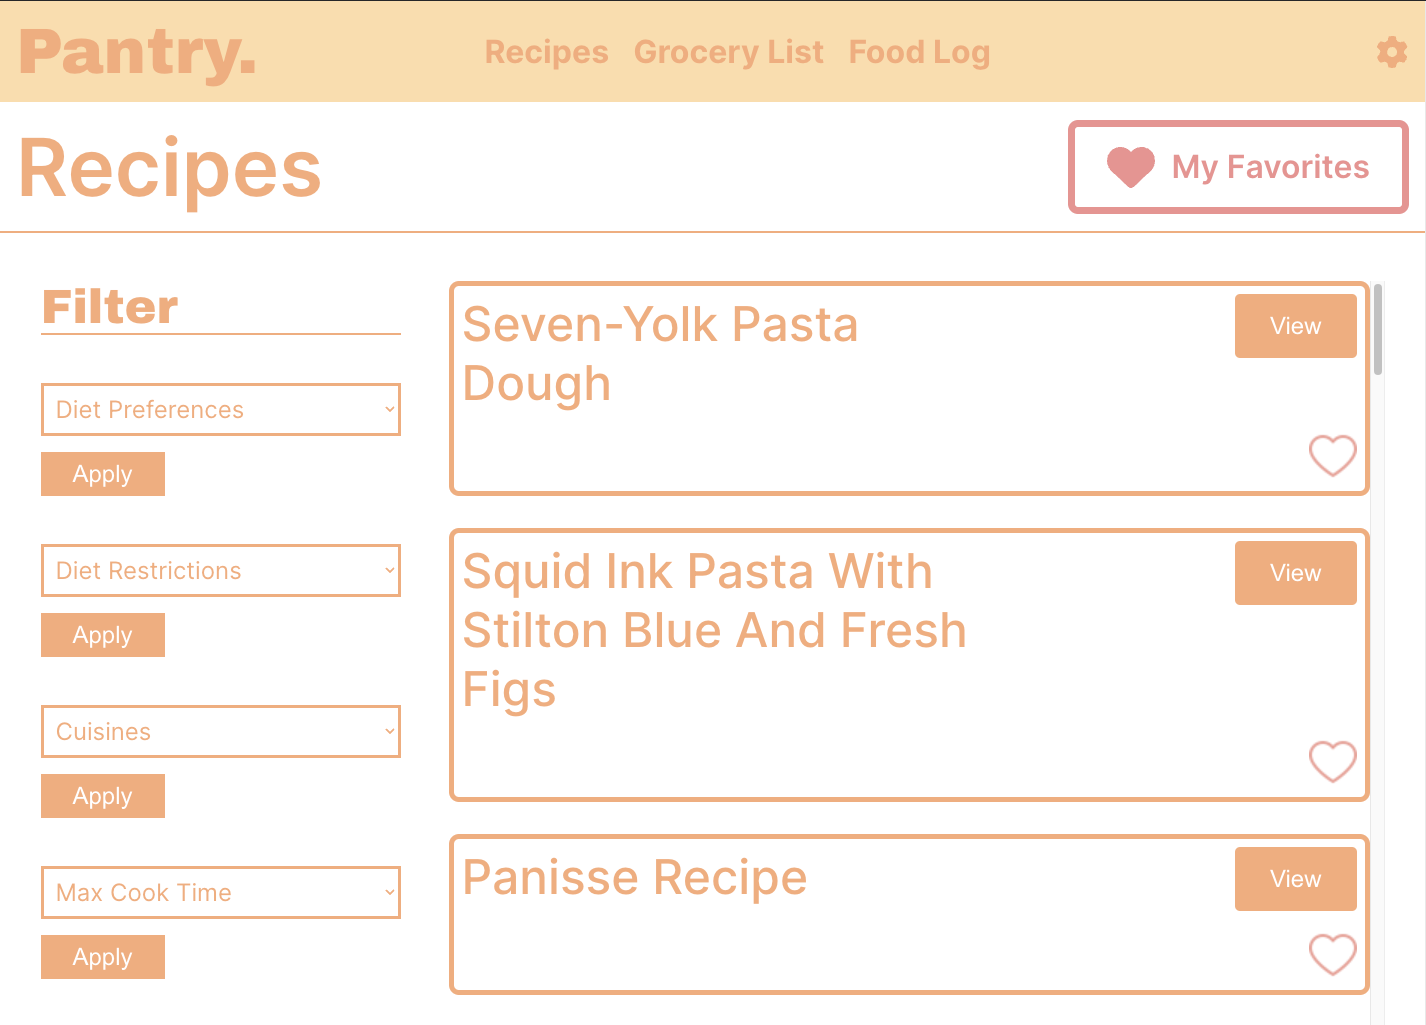 Pantry.
Recipes Grocery List Food Log
Recipes
My Favorites
Filter
Diet Preferences
Apply
Diet Restrictions
Apply
Cuisines
Apply
Max Cook Time
Apply
Seven-Yolk Pasta
Dough
View
Squid Ink Pasta With
Stilton Blue And Fresh
Figs
View
Panisse Recipe
View